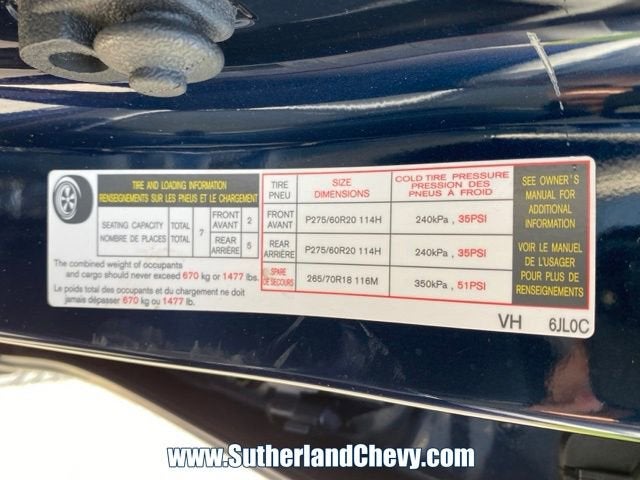 TIRE AND LOADING INFORMATION
RENSEIGNEMENTS SUR LES PNEUS ET LE CHARGEMENT
SEATING CAPACITY TOTAL 7 FRONT 2
NOMBRE DE PLACES TOTAL AVANT
REAR 5
ARRIÈRE
The combined weight of occupants
and cargo should never exceed 670 kg or 1477 lbs.
Le poids total des occupants et du chargement ne doit
jamais dépasser 670 kg ou 1477 lb.
TIRE SIZE COLD TIRE PRESSURE
PNEU DIMENSIONS PRESSION DES
PNEUS À FROID
FRONT P275/60R20 114H 240kPa , 35PSI
AVANT
REAR P275/60R20 114H 240kPa , 35PSI
ARRIÈRE
SPARE 265/70R18 116M 350kPa , 51PSI
DE SECOURS
SEE OWNER'S
MANUAL FOR
ADDITIONAL
INFORMATION
VOIR LE MANUEL
DE L'USAGER
POUR PLUS DE
RENSEIGNEMENTS
VH 6JL0C
www.SutherlandChevy.com